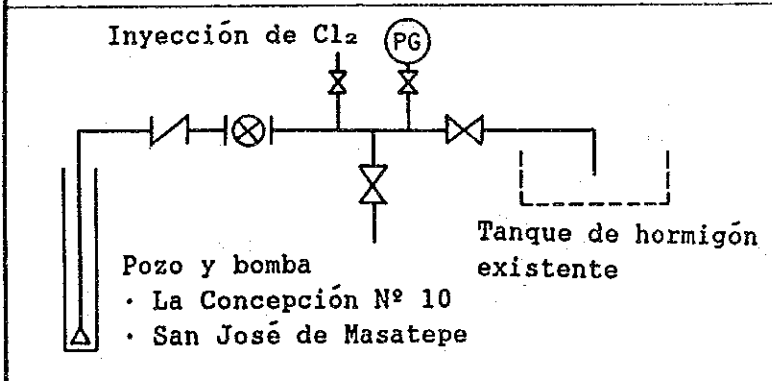 Inyección de Cl₂
PG
Tanque de hormigón
existente
Pozo y bomba
· La Concepción Nº 10
· San José de Masatepe